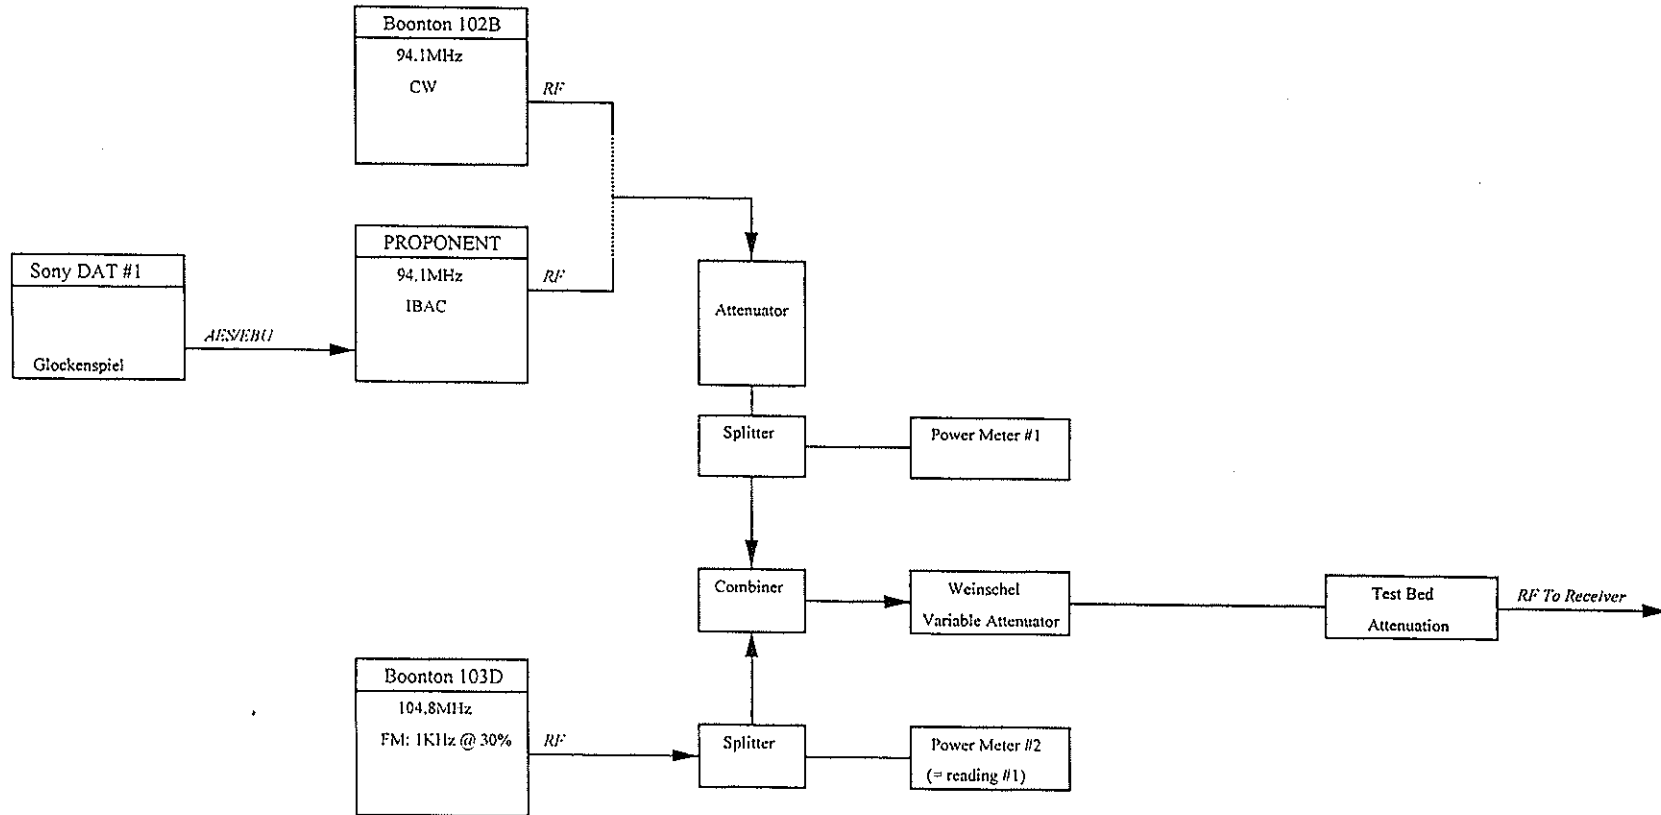 Boonton 102B
94.1MHz
CW
RF
PROPONENT
94.1MHz
IBAC
RF
Sony DAT #1
Glockenspiel
AES/EBU
Attenuator
Splitter
Power Meter #1
Combiner
Weinschel
Variable Attenuator
Test Bed
Attenuation
RF To Receiver
Boonton 103D
104.8MHz
FM: 1KHz @ 30%
RF
Splitter
Power Meter #2
(= reading #1)